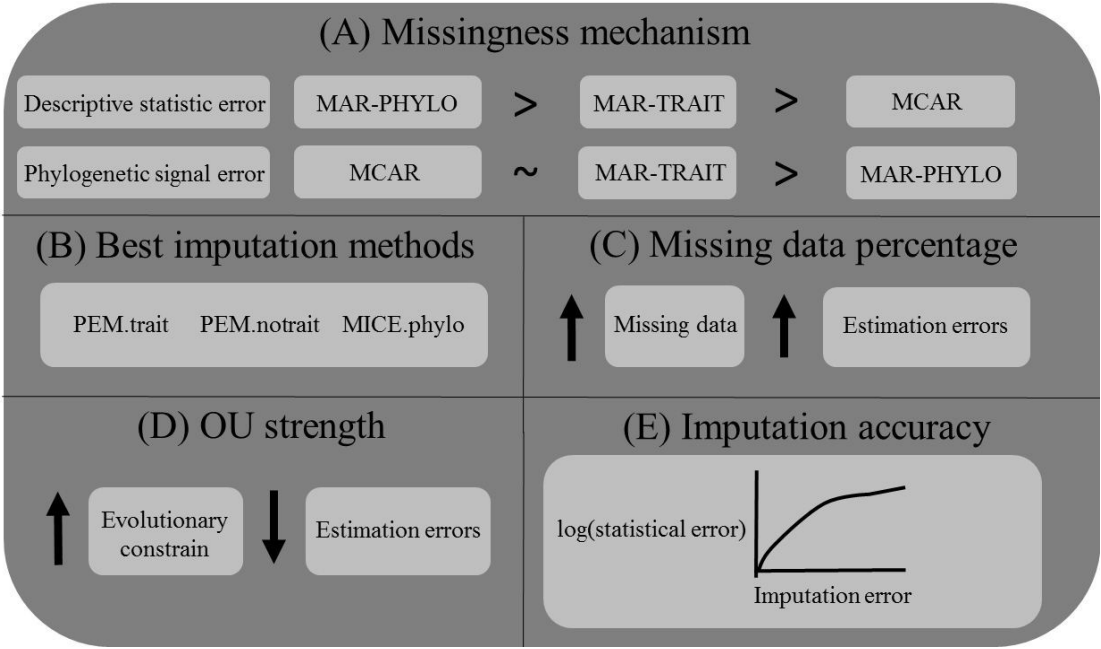 (A) Missingness mechanism
Descriptive statistic error MAR-PHYLO > MAR-TRAIT > MCAR
Phylogenetic signal error MCAR ~ MAR-TRAIT > MAR-PHYLO
(B) Best imputation methods
PEM.trait PEM.notrait MICE.phylo
(C) Missing data percentage
Missing data Estimation errors
(D) OU strength
Evolutionary
constrain
Estimation errors
(E) Imputation accuracy
log(statistical error)
Imputation error